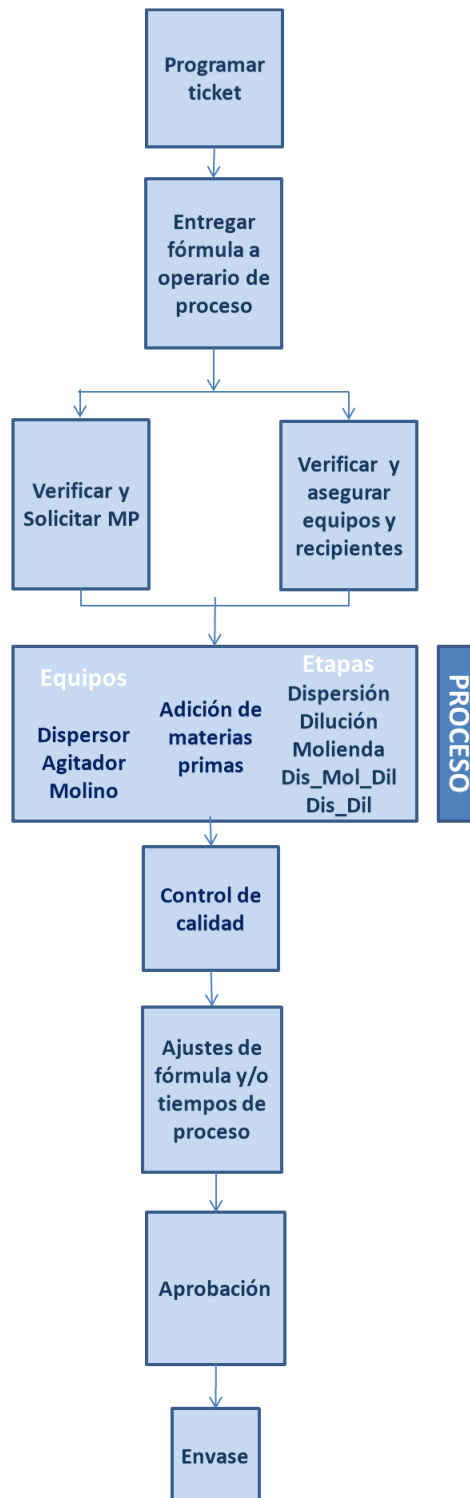 Programar
ticket
Entregar
fórmula a
operario de
proceso
Verificar y
Solicitar MP
Verificar y
asegurar
equipos y
recipientes
Equipos
Dispersor
Agitador
Molino
Adición de
materias
primas
Etapas
Dispersión
Dilución
Molienda
Dis_Mol_Dil
Dis_Dil
PROCESO
Control de
calidad
Ajustes de
fórmula y/o
tiempos de
proceso
Aprobación
Envase